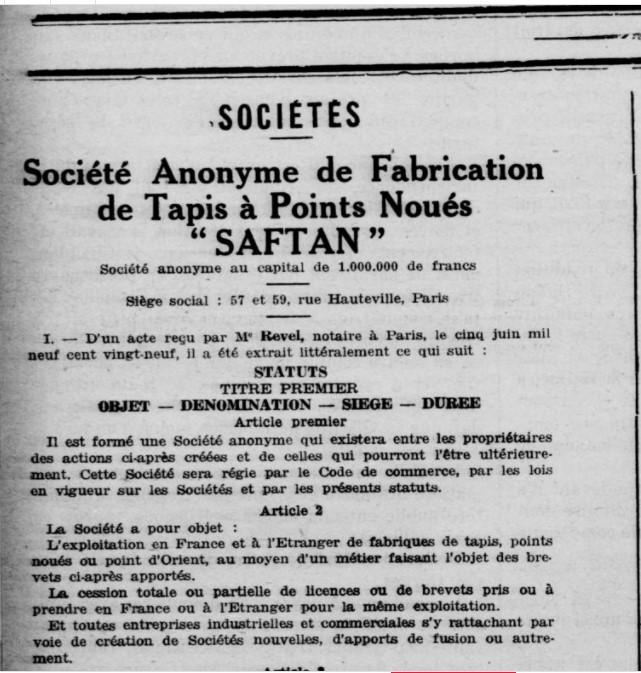 SOCIÉTÉS
Société Anonyme de Fabrication
de Tapis à Points Noués
“ SAFTAN ”
Société anonyme au capital de 1.000.000 de francs
Siège social : 57 et 59, rue Hauteville, Paris
I. — D'un acte reçu par Me Revel, notaire à Paris, le cinq juin mil
neuf cent vingt-neuf, il a été extrait littéralement ce qui suit :
STATUTS
TITRE PREMIER
OBJET — DENOMINATION — SIEGE — DUREE
Article premier
Il est formé une Société anonyme qui existera entre les propriétaires
des actions ci-après créées et de celles qui pourront l'être ultérieure-
ment. Cette Société sera régie par le Code de commerce, par les lois
en vigueur sur les Sociétés et par les présents statuts.
Article 2
La Société a pour objet :
L'exploitation en France et à l'Etranger de fabriques de tapis, points
noués ou point d'Orient, au moyen d'un métier faisant l'objet des bre-
vets ci-après apportés.
La cession totale ou partielle de licences ou de brevets pris ou à
prendre en France ou à l'Etranger pour la même exploitation.
Et toutes entreprises industrielles et commerciales s'y rattachant par
voie de création de Sociétés nouvelles, d'apports de fusion ou autre-
ment.